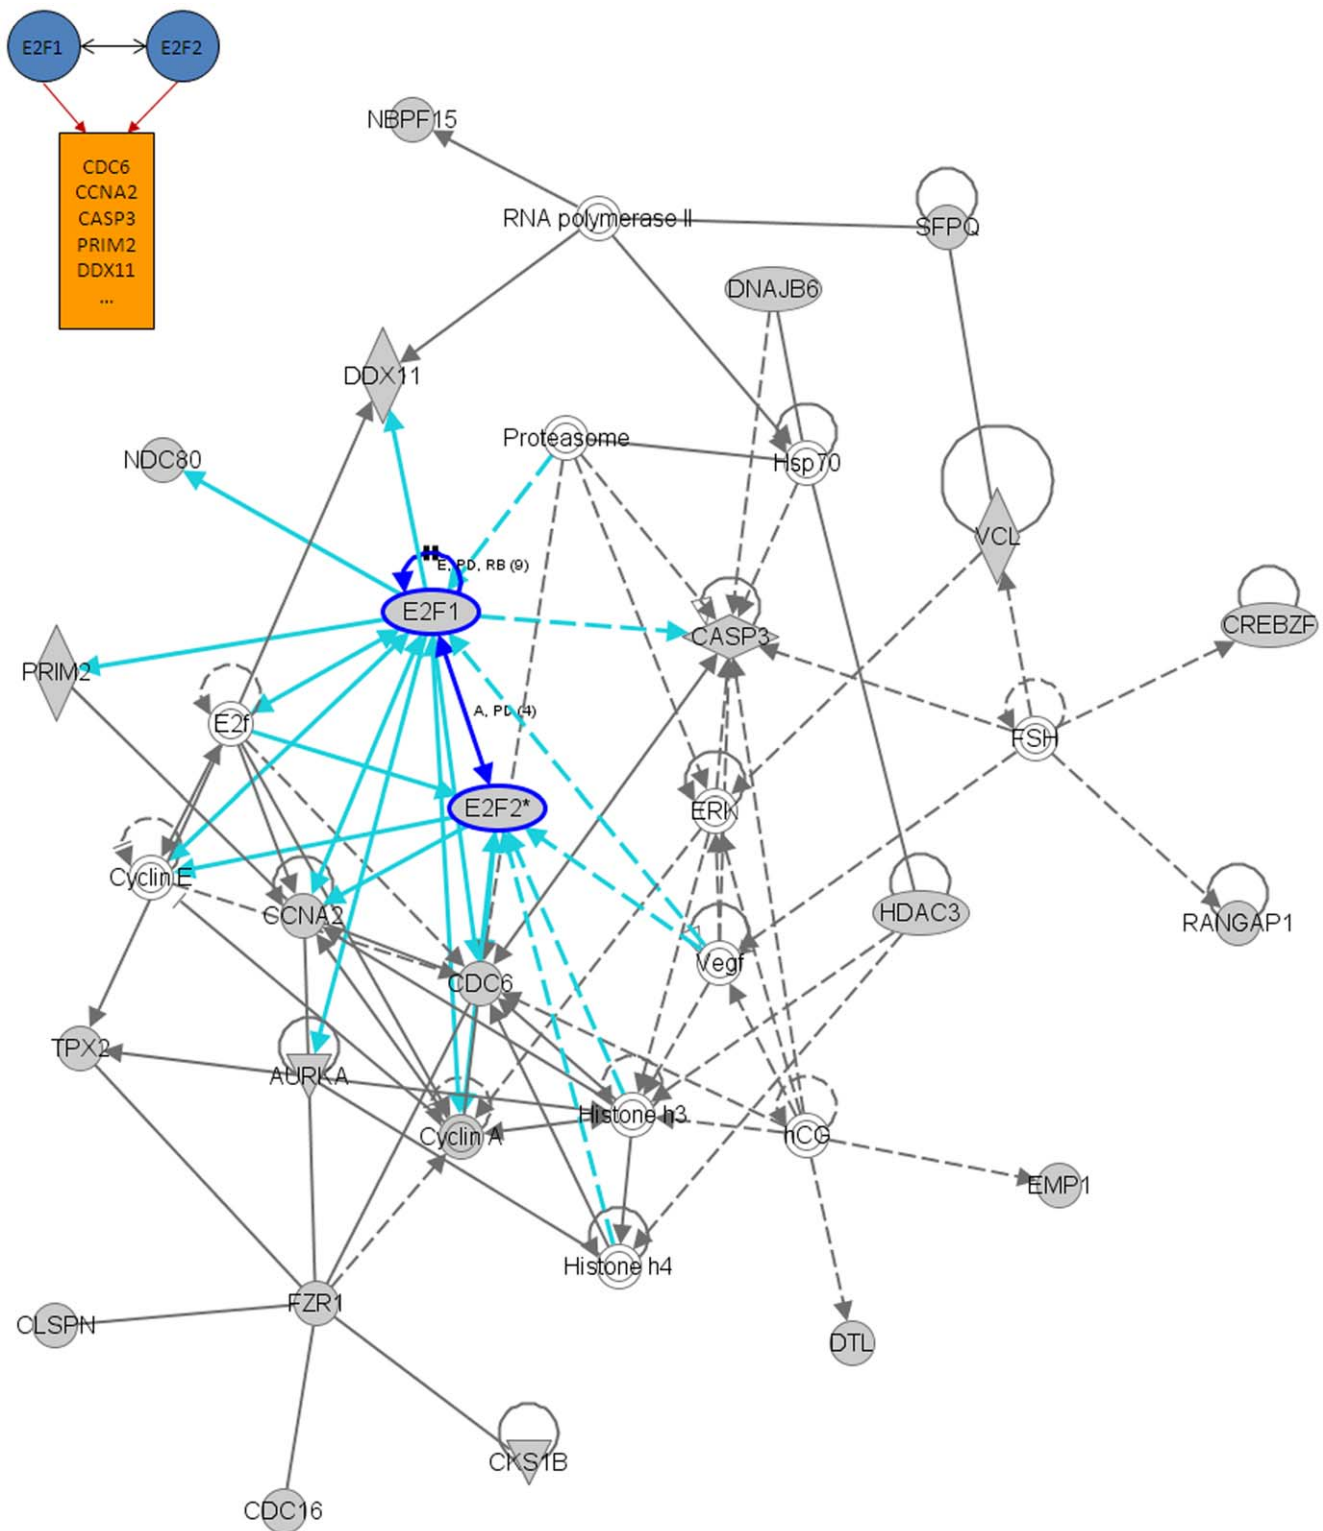 E2F1
E2F2
CDC6
CCNA2
CASP3
PRIM2
DDX11
...
NBPF15
RNA polymerase II
SFPQ
DNAJB6
DDX11
Proteasome
NDC80
Hsp70
VCL
E, PD, RB (9)
E2F1
CASP3
CREBZF
PRIM2
E2f
A, PD (4)
FSH
E2F2*
ERK
Cyclin E
CCNA2
HDAC3
RANGAP1
Vegf
CDC6
TPX2
AURKA
Histone h3
Cyclin A
hCG
EMP1
Histone h4
FZR1
CLSPN
DTL
CKS1B
CDC16